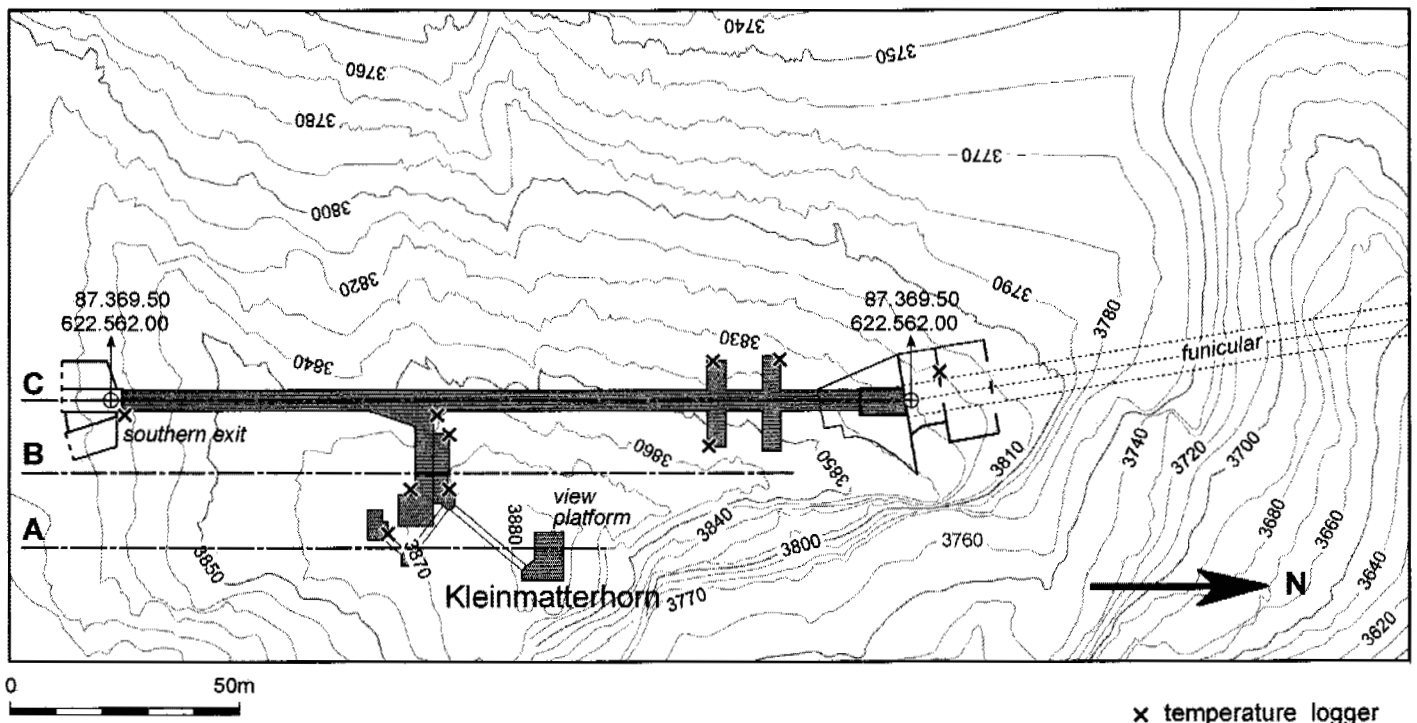 3740
3750
3760
3780
3770
3800
3820
3790
87.369.50
622.562.00
87.369.50
622.562.00
3780
3830
funicular
3840
C
southern exit
B
3860
3850
3810
3740
3720
3700
view
platform
3880
3840
3680
3660
A
3800
3760
3870
3850
3640
Kleinmatterhorn
3770
N
3620
0 50m
× temperature logger